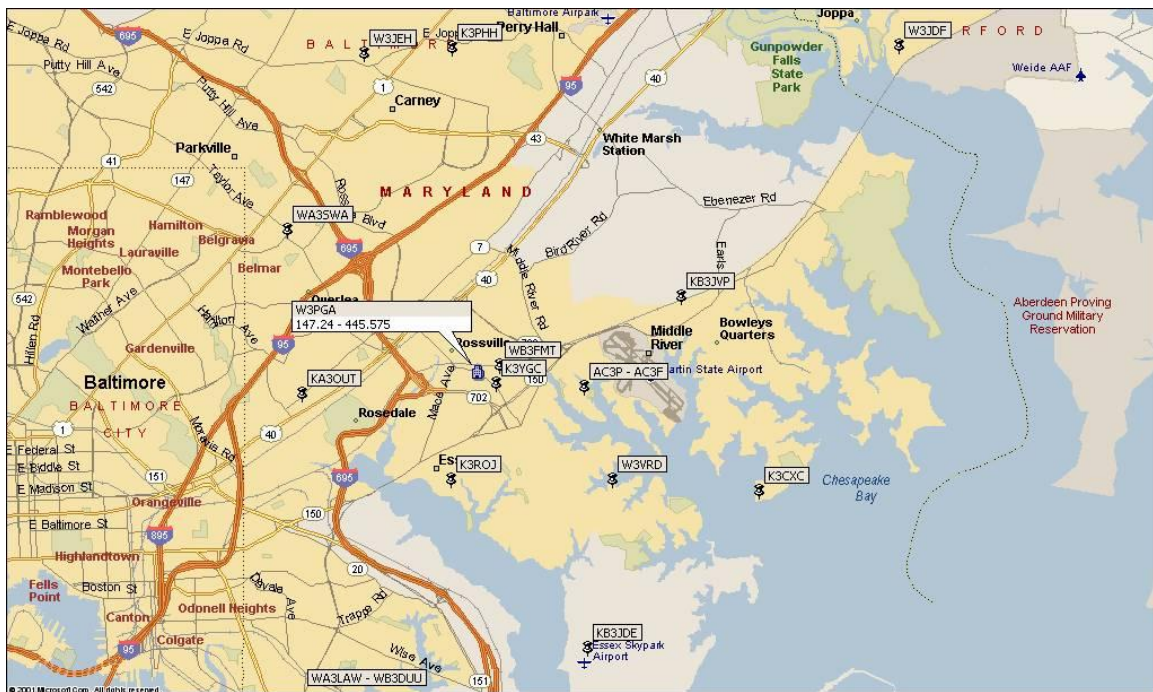 Baltimore Airpark
Joppa
E Joppa Rd
695
E Joppa Rd
B A L T I M O R
W3JEH
K3PHH
E Joppa
Perry Hall
W3JDF
R F O R D
Putty Hill Ave
Putty Hill Ave
1
95
40
Gunpowder
Falls
State
Park
Weide AAF
542
Carney
43
White Marsh
Station
Parkville
41
147
Taylor Ave
M A R Y L A N D
WA3SWA
Blvd
Ebenezer Rd
Ramblewood
Morgan
Heights
Hamilton
Lauraville
Belgravia
695
7
Bird River Rd
Middle River Rd
Earls
Montebello
Park
Belmar
40
KB3JVP
542
Walther Ave
Hillen Rd
W3PGA
147.24 - 445.575
Aberdeen Proving
Ground Military
Reservation
Gardenville
95
Rossville
Middle
River
Bowleys
Quarters
WB3FMT
K3YGC
150
AC3P - AC3F
Martin State Airport
Baltimore
B A L T I M O R E
C I T Y
KA3OUT
Mace Ave
702
Rosedale
1
40
Moravia Rd
E Federal St
E Biddle St
E Madison St
151
Es
K3ROJ
W3VRD
K3CXC
Chesapeake
Bay
695
Orangeville
E Baltimore St
150
895
Highlandtown
20
Fells
Point
Boston St
Odonell Heights
Trappe Rd
Canton
Colgate
95
Wise Ave
151
KB3JDE
Essex Skypark
Airport
WA3LAW - WB3DUU
© 2001 Microsoft Corp. All rights reserved.